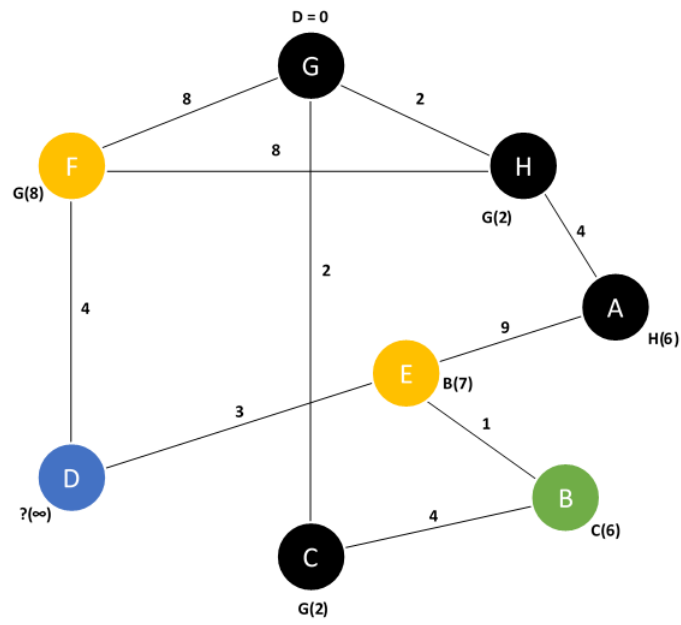 D = 0
G
8
2
8
F
H
G(8)
G(2)
4
2
4
A
9
H(6)
E
B(7)
3
1
D
B
4
?(∞)
C(6)
C
G(2)